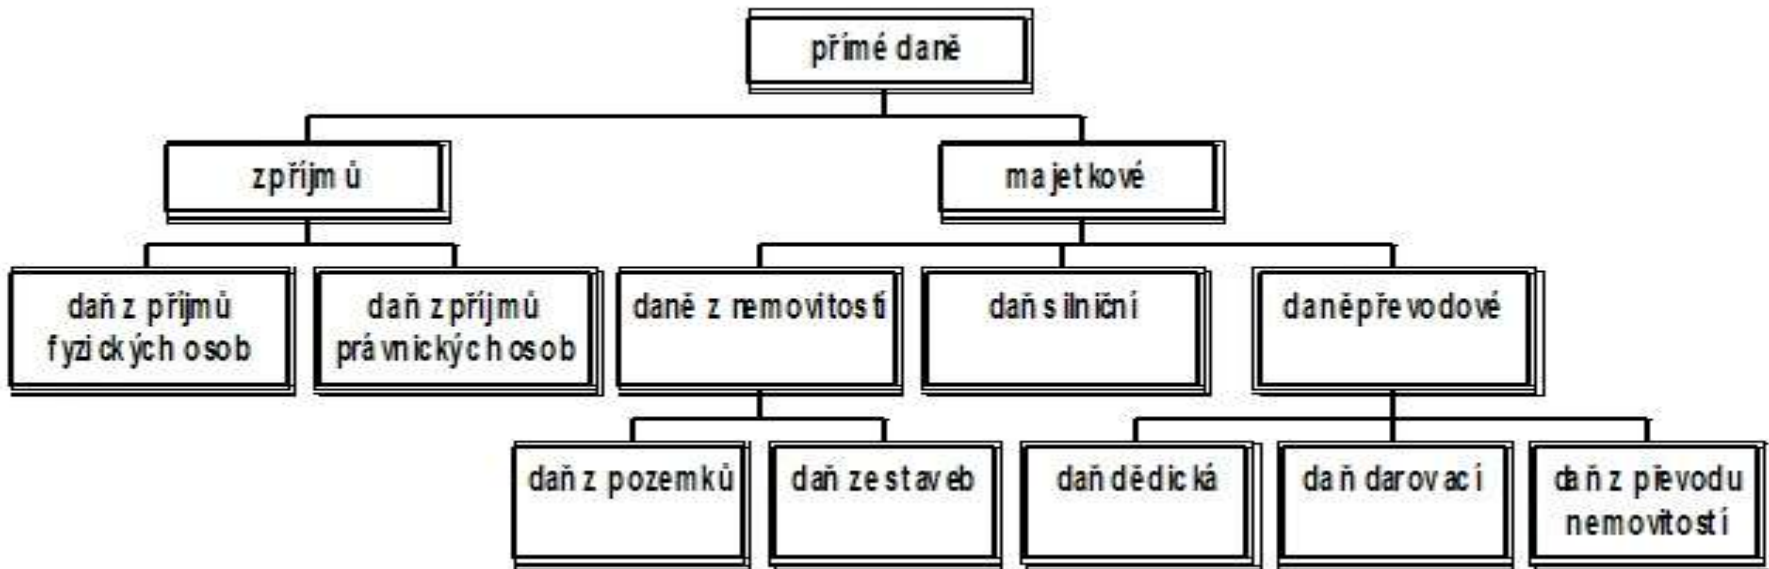 přímé daně
z příjmů
majetkové
daň z příjmů
fyzických osob
daň z příjmů
právnických osob
daně z nemovitostí
daň silniční
daně převodové
daň z pozemků
daň ze staveb
daň dědická
daň darovací
daň z převodu
nemovitostí